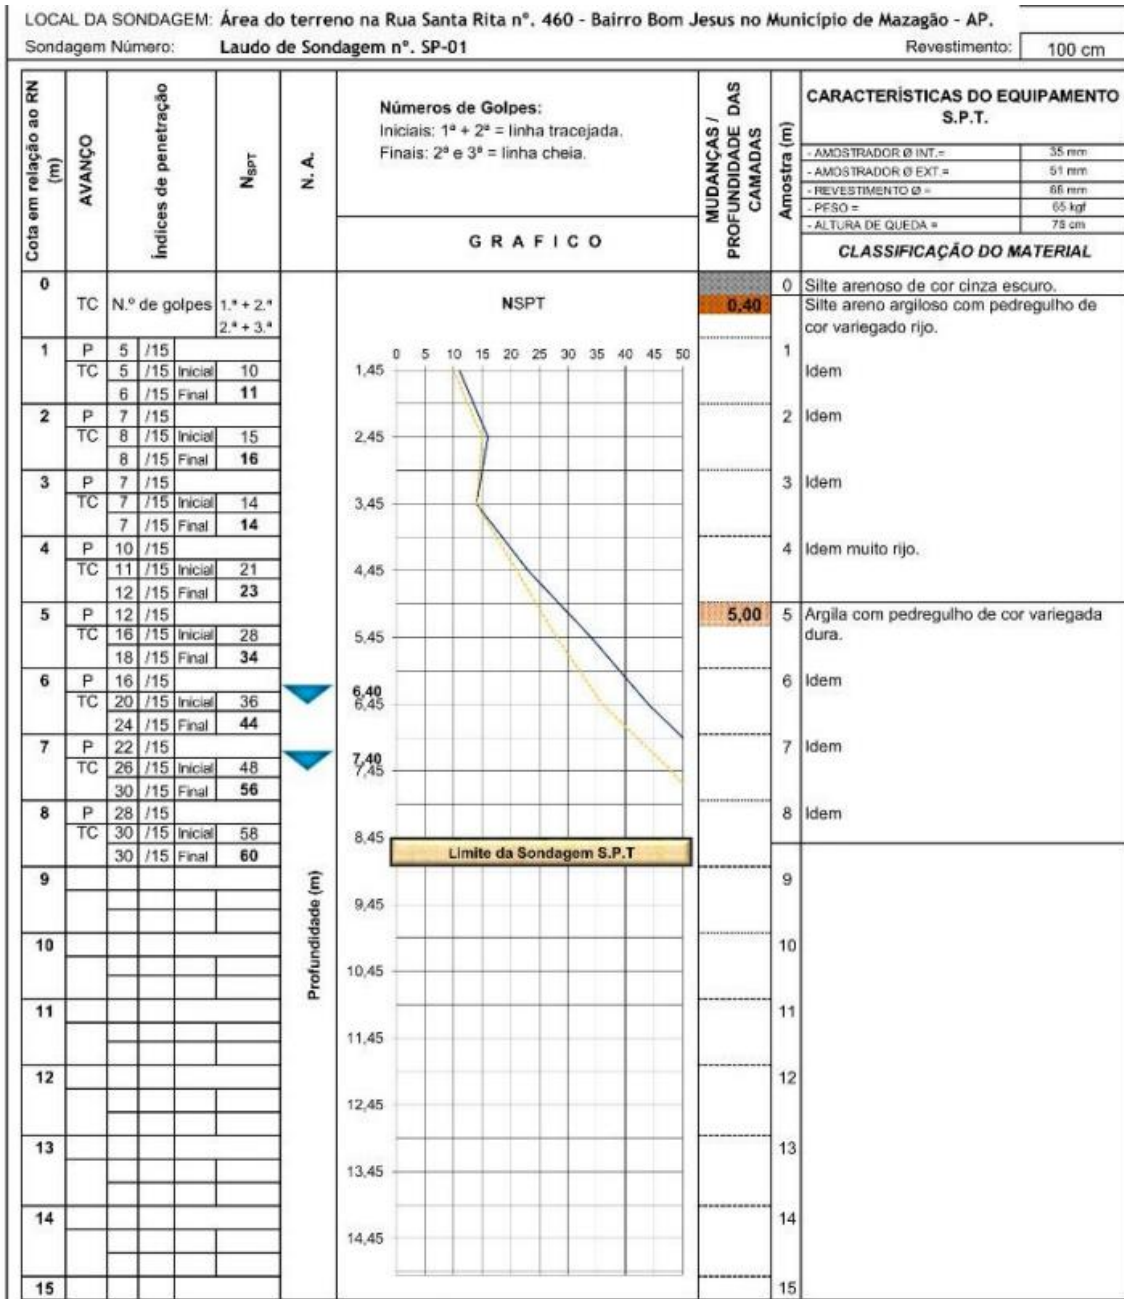 LOCAL DA SONDAGEM: Área do terreno na Rua Santa Rita nº. 460 - Bairro Bom Jesus no Município de Mazagão - AP.
Sondagem Número: Laudo de Sondagem nº. SP-01 Revestimento: 100 cm
Cota em relação ao RN (m)
AVANÇO
Índices de penetração
NSPT
N. A.
Números de Golpes:
Iniciais: 1ª + 2ª = linha tracejada.
Finais: 2ª e 3ª = linha cheia.
GRAFICO
MUDANÇAS / PROFUNDIDADE DAS CAMADAS
Amostra (m)
CARACTERÍSTICAS DO EQUIPAMENTO
S.P.T.
- AMOSTRADOR Ø INT.= 35 mm
- AMOSTRADOR Ø EXT.= 51 mm
- REVESTIMENTO Ø = 66 mm
- PESO = 65 kgf
- ALTURA DE QUEDA = 75 cm
CLASSIFICAÇÃO DO MATERIAL
0 0 Silte arenoso de cor cinza escuro.
TC N.º de golpes 1.ª + 2.ª NSPT 0,40 Silte areno argiloso com pedregulho de
2.ª + 3.ª cor variegado rijo.
0 5 10 15 20 25 30 35 40 45 50
1 P 5 /15 1
TC 5 /15 Inicial 10 1,45 Idem
6 /15 Final 11
2 P 7 /15 2 Idem
TC 8 /15 Inicial 15 2,45
8 /15 Final 16
3 P 7 /15 3 Idem
TC 7 /15 Inicial 14 3,45
7 /15 Final 14
4 P 10 /15 4 Idem muito rijo.
TC 11 /15 Inicial 21 4,45
12 /15 Final 23
5 P 12 /15 5,00 5 Argila com pedregulho de cor variegada
TC 16 /15 Inicial 28 5,45 dura.
18 /15 Final 34
6 P 16 /15 6,40 6 Idem
TC 20 /15 Inicial 36 6,45
24 /15 Final 44
7 P 22 /15 7,40 7 Idem
TC 26 /15 Inicial 48 7,45
30 /15 Final 56
8 P 28 /15 8 Idem
TC 30 /15 Inicial 58 8,45
30 /15 Final 60 Limite da Sondagem S.P.T
Profundidade (m)
9 9
9,45
10 10
10,45
11 11
11,45
12 12
12,45
13 13
13,45
14 14
14,45
15 15